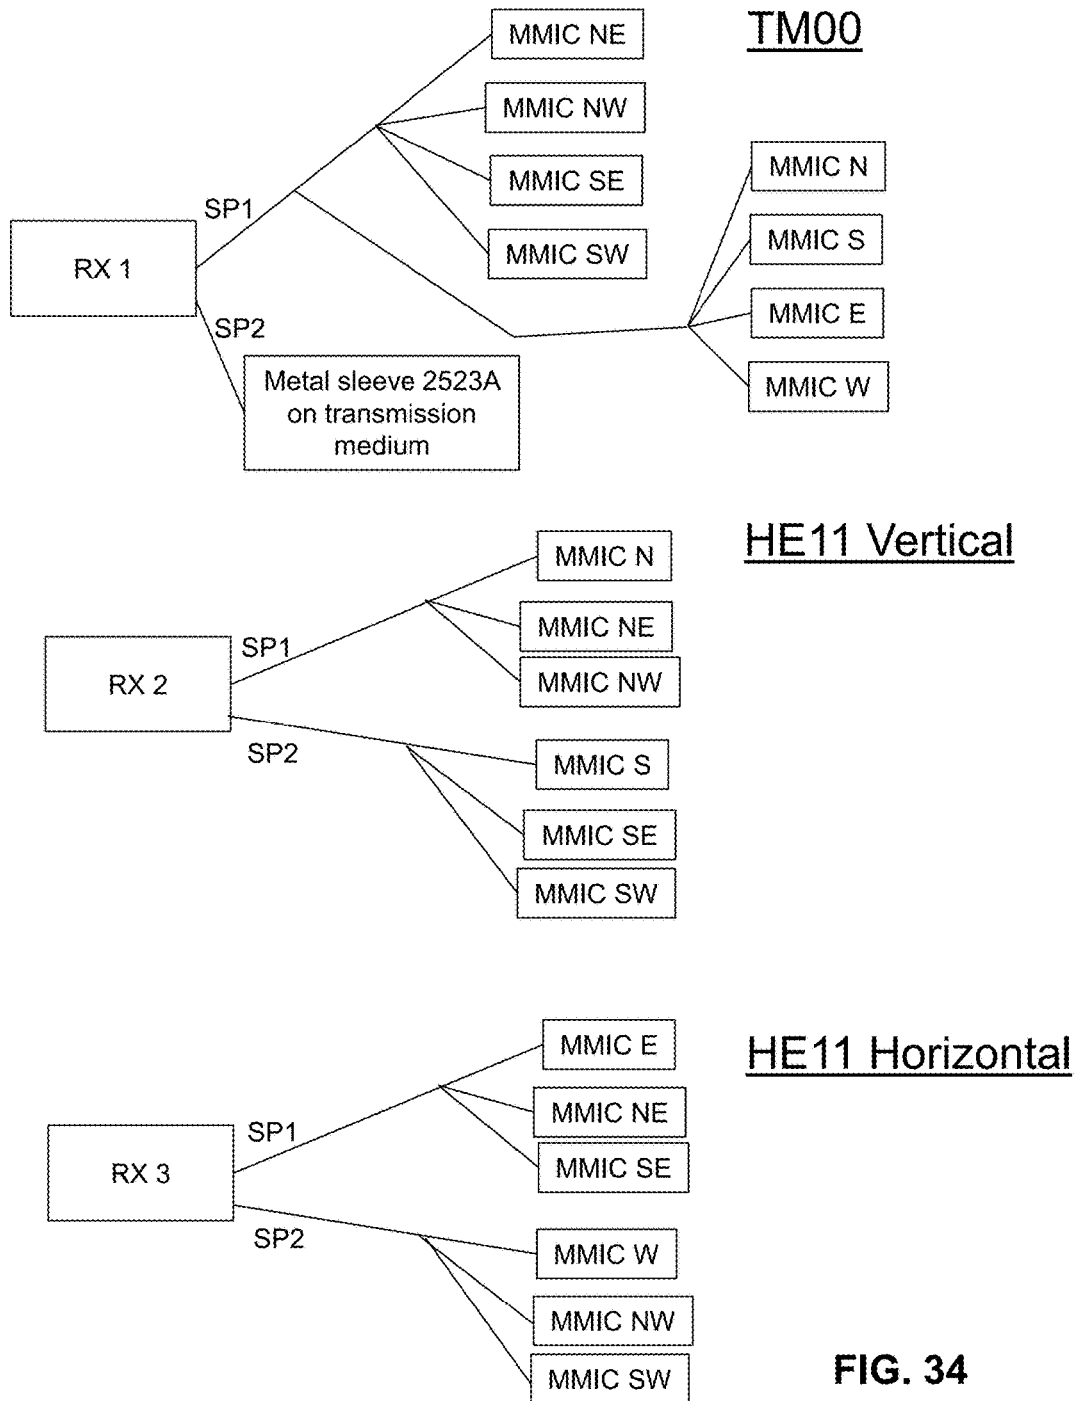 TM00
MMIC NE
MMIC NW
MMIC SE
MMIC SW
MMIC N
MMIC S
MMIC E
MMIC W
SP1
RX 1
SP2
Metal sleeve 2523A
on transmission
medium
HE11 Vertical
MMIC N
MMIC NE
MMIC NW
SP1
RX 2
SP2
MMIC S
MMIC SE
MMIC SW
HE11 Horizontal
MMIC E
MMIC NE
MMIC SE
SP1
RX 3
SP2
MMIC W
MMIC NW
MMIC SW
FIG. 34